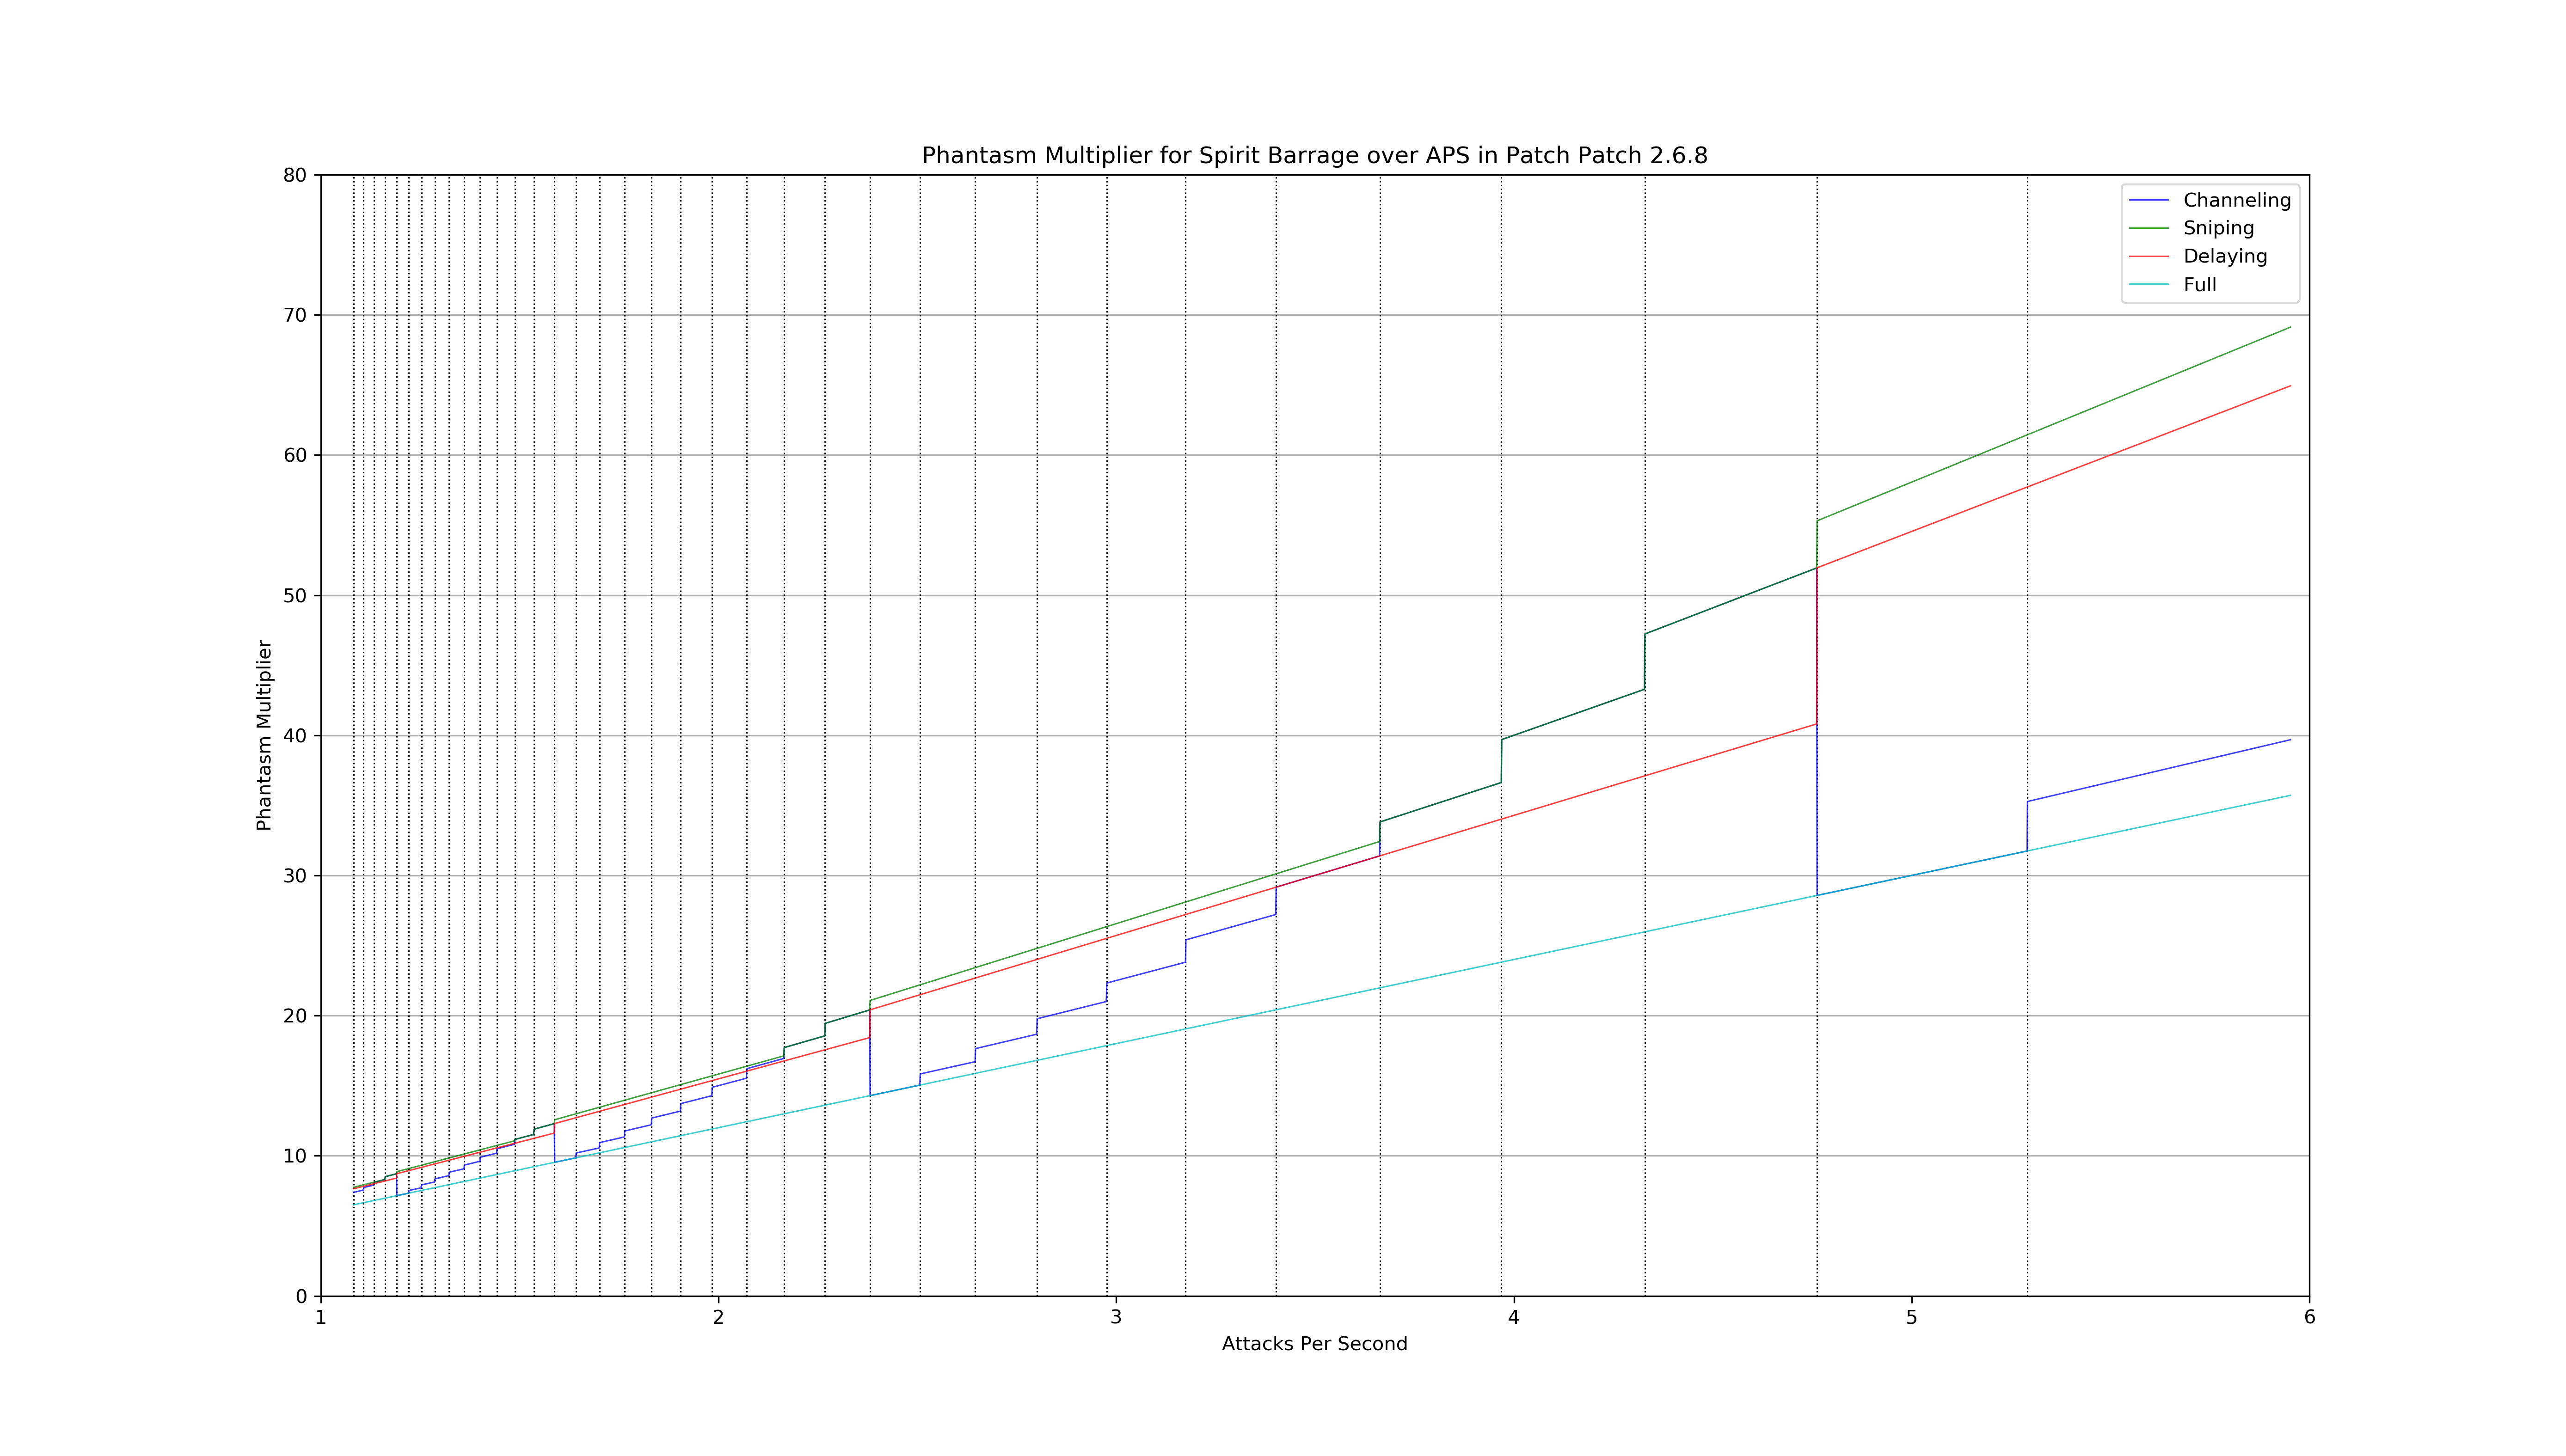 Phantasm Multiplier for Spirit Barrage over APS in Patch Patch 2.6.8
80
70
60
50
40
30
20
10
0
Phantasm Multiplier
Channeling
Sniping
Delaying
Full
1 2 3 4 5 6
Attacks Per Second